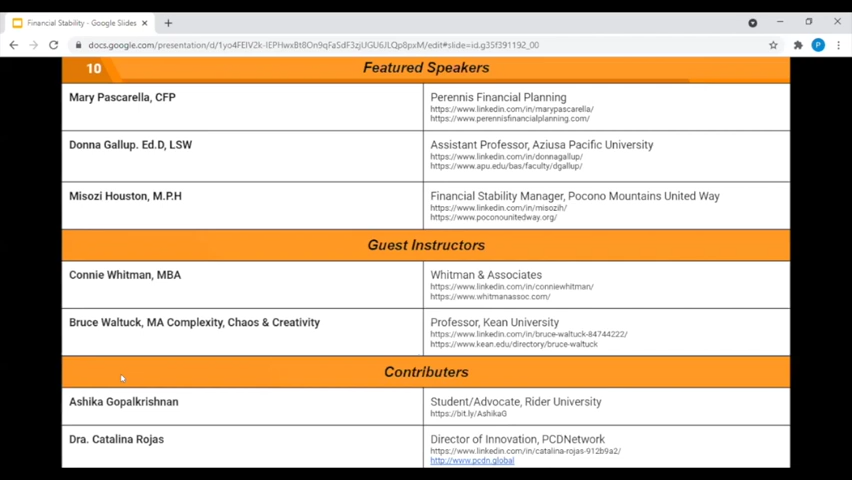 Financial Stability - Google Slides
docs.google.com/presentation/d/1yo4FEIV2k-IEPHwxBt8On9qFaSdF3zjUGU6JLQp8pxM/edit#slide=id.g35f391192_00
P
10
Featured Speakers
Mary Pascarella, CFP
Perennis Financial Planning
https://www.linkedin.com/in/marypascarella/
https://www.perennisfinancialplanning.com/
Donna Gallup. Ed.D, LSW
Assistant Professor, Aziusa Pacific University
https://www.linkedin.com/in/donnagallup/
https://www.apu.edu/bas/faculty/dgallup/
Misozi Houston, M.P.H
Financial Stability Manager, Pocono Mountains United Way
https://www.linkedin.com/in/misozih/
https://www.poconounitedway.org/
Guest Instructors
Connie Whitman, MBA
Whitman & Associates
https://www.linkedin.com/in/conniewhitman/
https://www.whitmanassoc.com/
Bruce Waltuck, MA Complexity, Chaos & Creativity
Professor, Kean University
https://www.linkedin.com/in/bruce-waltuck-84744222/
https://www.kean.edu/directory/bruce-waltuck
Contributers
Ashika Gopalkrishnan
Student/Advocate, Rider University
https://bit.ly/AshikaG
Dra. Catalina Rojas
Director of Innovation, PCDNetwork
https://www.linkedin.com/in/catalina-rojas-912b9a2/
http://www.pcdn.global